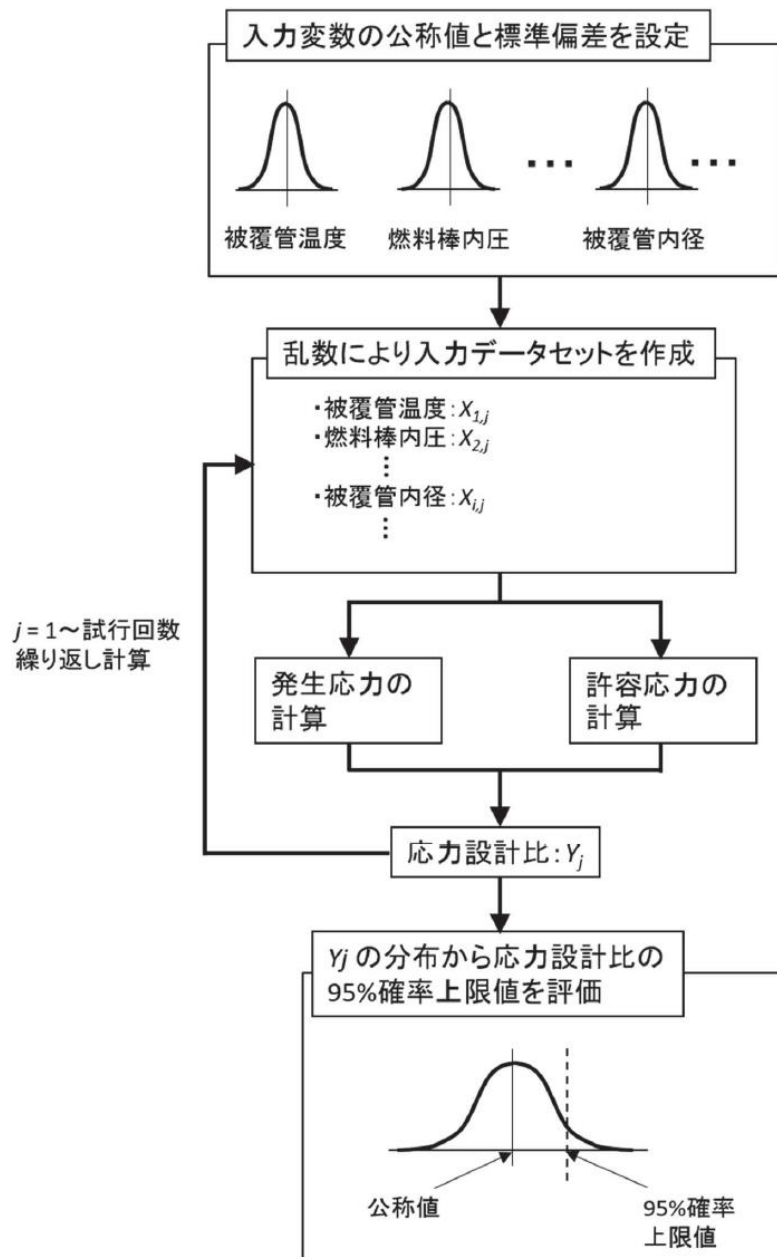 入力変数の公称値と標準偏差を設定
被覆管温度
燃料棒内圧
被覆管内径
乱数により入力データセットを作成
・被覆管温度:X1,j
・燃料棒内圧:X2,j
・被覆管内径:Xi,j
j = 1～試行回数
繰り返し計算
発生応力の
計算
許容応力の
計算
応力設計比:Yj
Yj の分布から応力設計比の
95%確率上限値を評価
公称値
95%確率
上限値